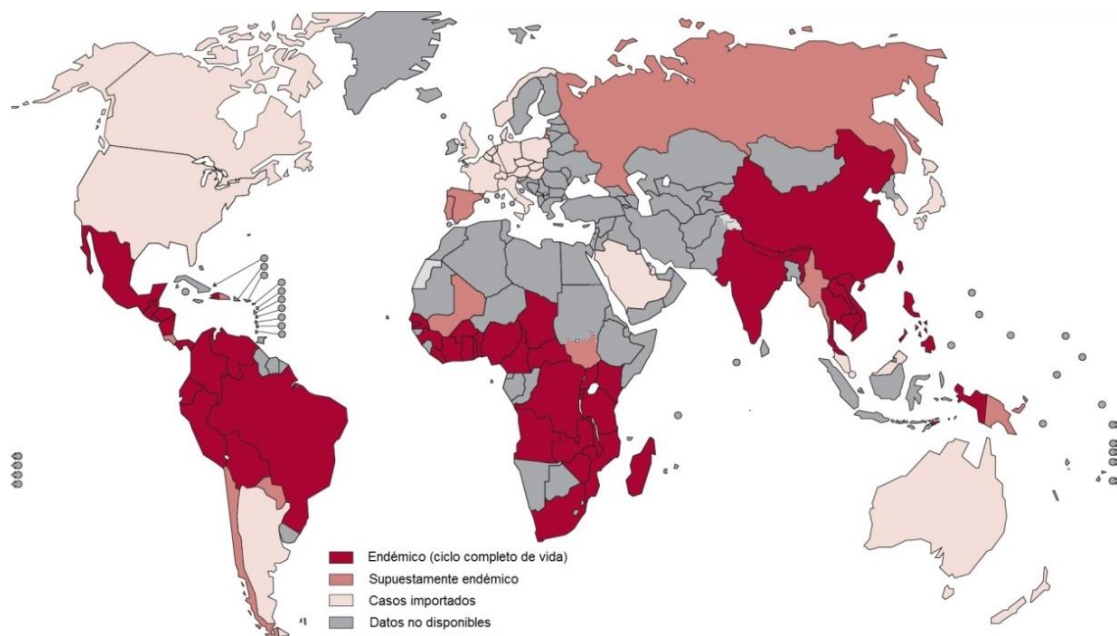 Endémico (ciclo completo de vida)
Supuestamente endémico
Casos importados
Datos no disponibles